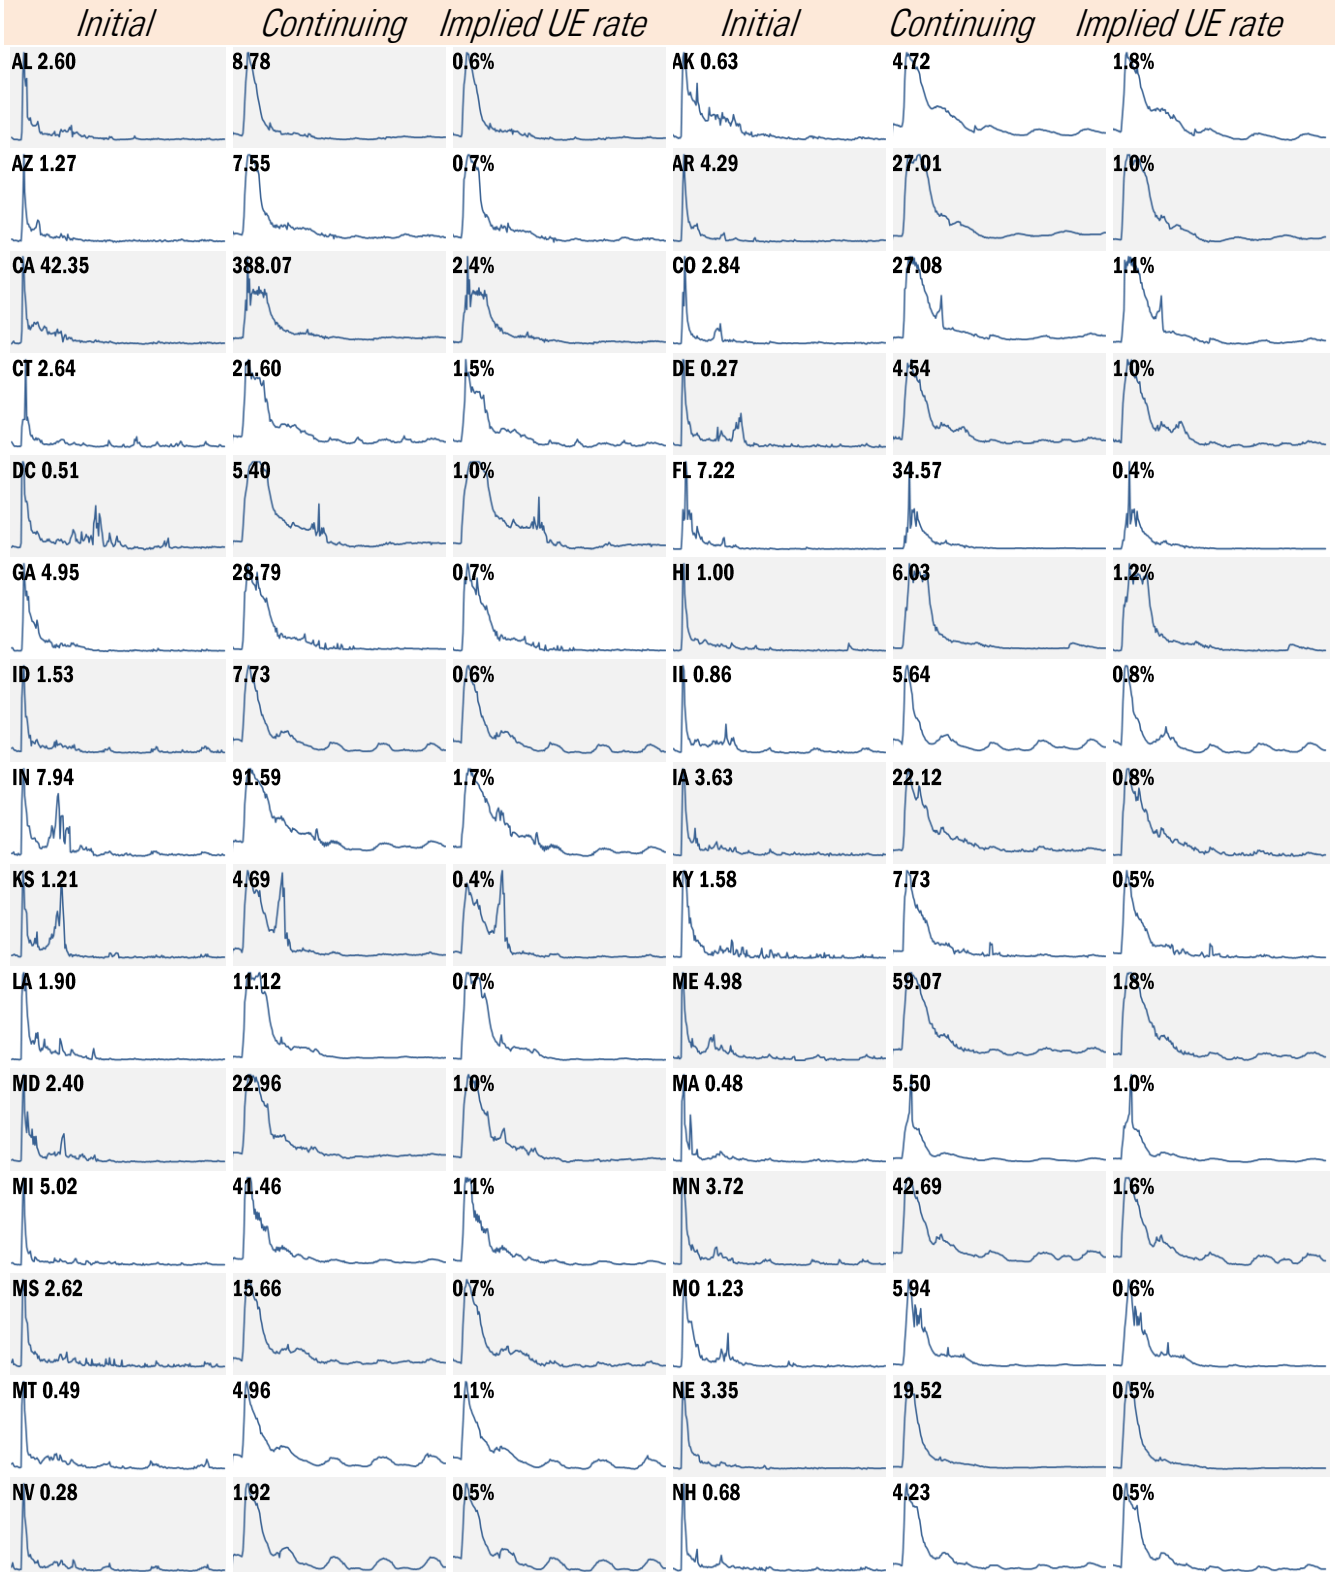 Initial Continuing Implied UE rate Initial Continuing Implied UE rate
AL 2.60 8.78 0.6% AK 0.63 4.72 1.8%
AZ 1.27 7.55 0.7% AR 4.29 27.01 1.0%
CA 42.35 388.07 2.4% CO 2.84 27.08 1.1%
CT 2.64 21.60 1.5% DE 0.27 4.54 1.0%
DC 0.51 5.40 1.0% FL 7.22 34.57 0.4%
GA 4.95 28.79 0.7% HI 1.00 6.03 1.2%
ID 1.53 7.73 0.6% IL 0.86 5.64 0.8%
IN 7.94 91.59 1.7% IA 3.63 22.12 0.8%
KS 1.21 4.69 0.4% KY 1.58 7.73 0.5%
LA 1.90 11.12 0.7% ME 4.98 59.07 1.8%
MD 2.40 22.96 1.0% MA 0.48 5.50 1.0%
MI 5.02 41.46 1.1% MN 3.72 42.69 1.6%
MS 2.62 15.66 0.7% MO 1.23 5.94 0.6%
MT 0.49 4.96 1.1% NE 3.35 19.52 0.5%
NV 0.28 1.92 0.5% NH 0.68 4.23 0.5%